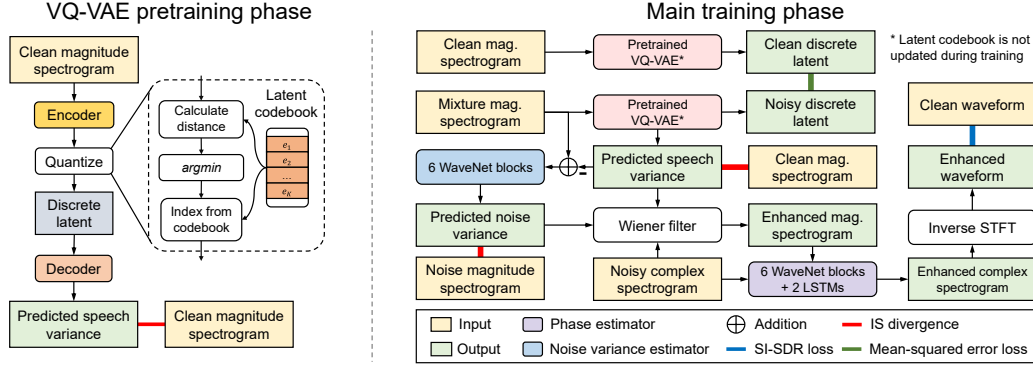 VQ-VAE pretraining phase
Clean magnitude
spectrogram
Encoder
Quantize
Discrete
latent
Decoder
Predicted speech
variance
Clean magnitude
spectrogram
Calculate
distance
argmin
Index from
codebook
Latent
codebook
e1
e2
...
eK
Main training phase
Clean mag.
spectrogram
Pretrained
VQ-VAE*
Clean discrete
latent
* Latent codebook is not
updated during training
Mixture mag.
spectrogram
Pretrained
VQ-VAE*
Noisy discrete
latent
Clean waveform
6 WaveNet blocks
Predicted speech
variance
Clean mag.
spectrogram
Enhanced
waveform
Predicted noise
variance
Wiener filter
Enhanced mag.
spectrogram
Inverse STFT
Noise magnitude
spectrogram
Noisy complex
spectrogram
6 WaveNet blocks
+ 2 LSTMs
Enhanced complex
spectrogram
Input
Phase estimator
Addition
IS divergence
Output
Noise variance estimator
SI-SDR loss
Mean-squared error loss